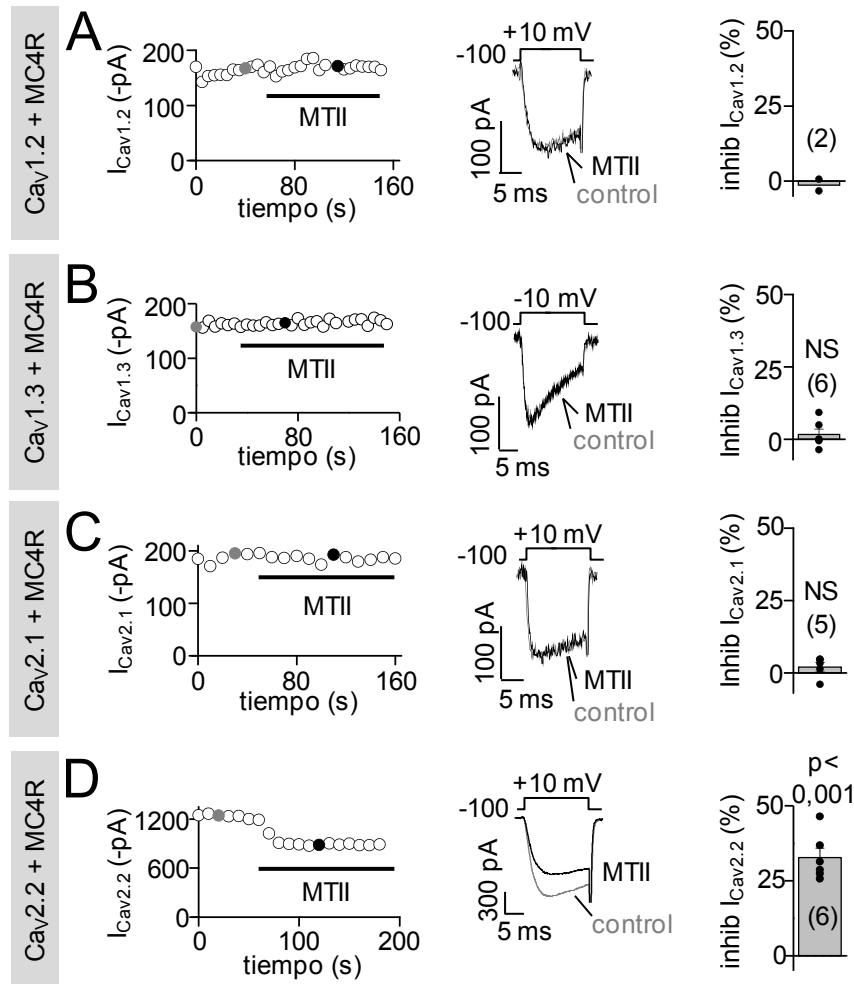 A
Cav1.2 + MC4R
ICav1.2 (-pA)
200
100
0
0
80
160
tiempo (s)
MTII
+10 mV
-100
100 pA
5 ms
MTII
control
inhib ICav1.2 (%)
50
25
0
(2)
B
Cav1.3 + MC4R
ICav1.3 (-pA)
200
100
0
0
80
160
tiempo (s)
MTII
-10 mV
-100
100 pA
5 ms
MTII
control
Inhib ICav1.3 (%)
50
25
0
NS
(6)
C
Cav2.1 + MC4R
ICav2.1 (-pA)
200
100
0
0
80
160
tiempo (s)
MTII
+10 mV
-100
100 pA
5 ms
MTII
control
Inhib ICav2.1 (%)
50
25
0
NS
(5)
D
Cav2.2 + MC4R
ICav2.2 (-pA)
1200
600
0
0
100
200
tiempo (s)
MTII
+10 mV
-100
300 pA
5 ms
MTII
control
inhib ICav2.2 (%)
50
25
0
p<
0,001
(6)